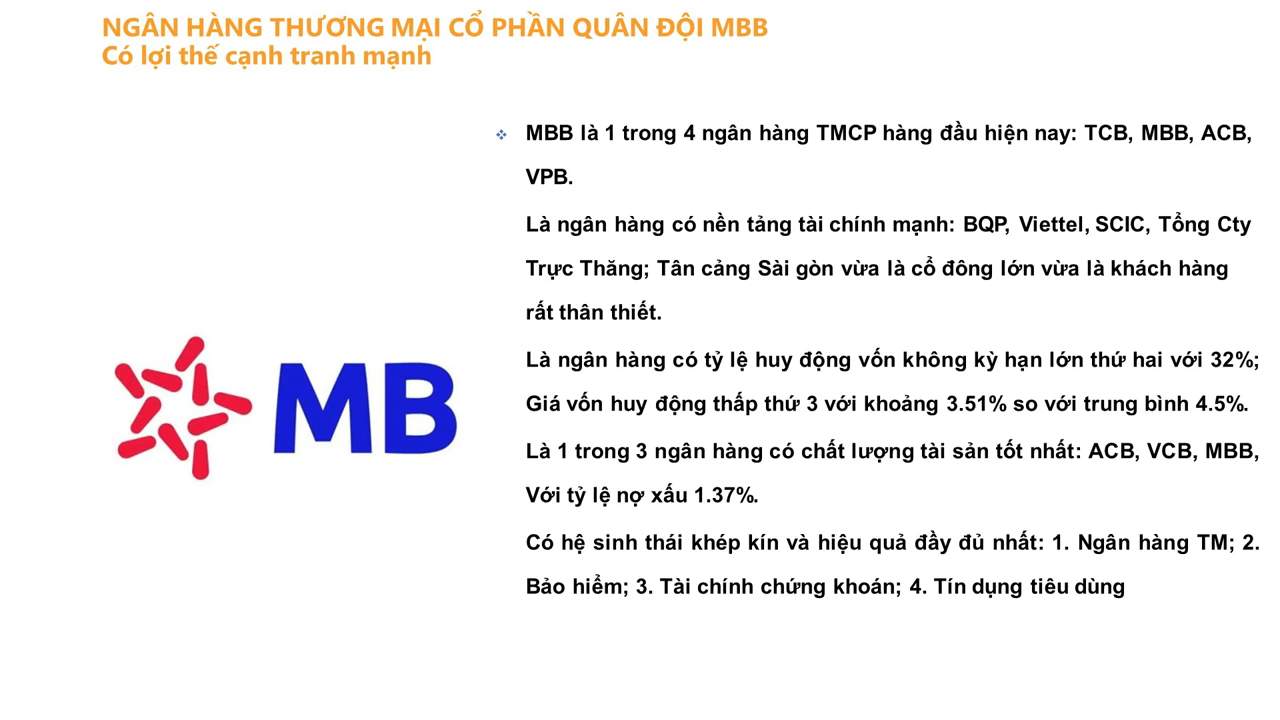 NGÂN HÀNG THƯƠNG MẠI CỔ PHẦN QUÂN ĐỘI MBB
Có lợi thế cạnh tranh mạnh
MBB là 1 trong 4 ngân hàng TMCP hàng đầu hiện nay: TCB, MBB, ACB,
VPB.
Là ngân hàng có nền tảng tài chính mạnh: BQP, Viettel, SCIC, Tổng Cty
Trực Thăng; Tân cảng Sài gòn vừa là cổ đông lớn vừa là khách hàng
rất thân thiết.
Là ngân hàng có tỷ lệ huy động vốn không kỳ hạn lớn thứ hai với 32%;
Giá vốn huy động thấp thứ 3 với khoảng 3.51% so với trung bình 4.5%.
Là 1 trong 3 ngân hàng có chất lượng tài sản tốt nhất: ACB, VCB, MBB,
Với tỷ lệ nợ xấu 1.37%.
Có hệ sinh thái khép kín và hiệu quả đầy đủ nhất: 1. Ngân hàng TM; 2.
Bảo hiểm; 3. Tài chính chứng khoán; 4. Tín dụng tiêu dùng
MB